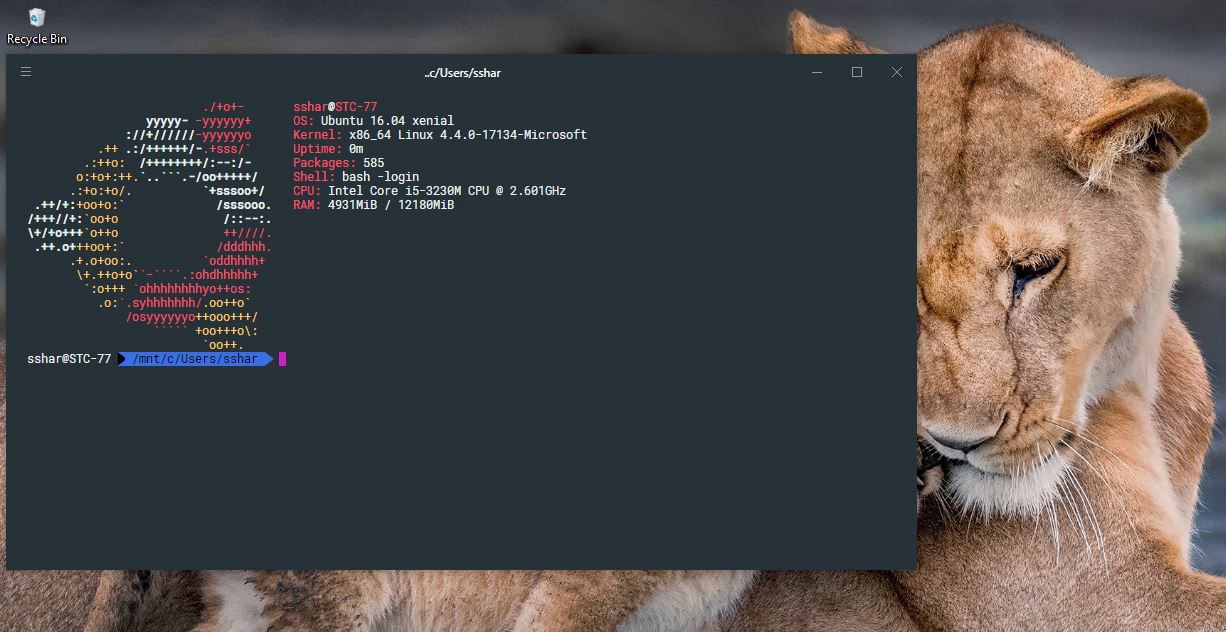 Recycle Bin
..c/Users/sshar
./+o+-
yyyyy- -yyyyyy+
://+//////-yyyyyyo
.++ .:/++++++/-.+sss/`
.:++o: /++++++++/:--:/-
o:+o+:++.`..```.-/oo+++++/
.:+o:+o/. `+sssoo+/
.++/+:+oo+o:` /sssooo.
/+++//+:`oo+o /::--:.
\+/+o+++`o++o ++////.
.++.o+++oo+:` /dddhhh.
.+.o+oo:. `oddhhhh+
\+.++o+o``-````.:ohdhhhhh+
`:o+++ `ohhhhhhhhyo++os:
.o:`.syhhhhhhh/.oo++o`
/osyyyyyyo++ooo+++/
````` +oo+++o\:
`oo++.
sshar@STC-77
OS: Ubuntu 16.04 xenial
Kernel: x86_64 Linux 4.4.0-17134-Microsoft
Uptime: 0m
Packages: 585
Shell: bash -login
CPU: Intel Core i5-3230M CPU @ 2.601GHz
RAM: 4931MiB / 12180MiB
sshar@STC-77 /mnt/c/Users/sshar